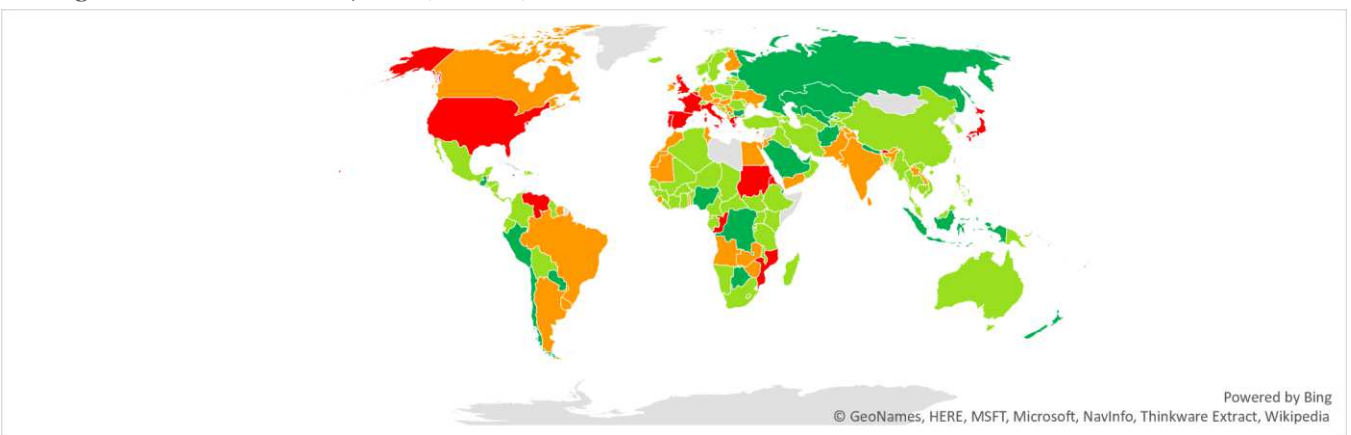 Powered by Bing
© GeoNames, HERE, MSFT, Microsoft, NavInfo, Thinkware Extract, Wikipedia